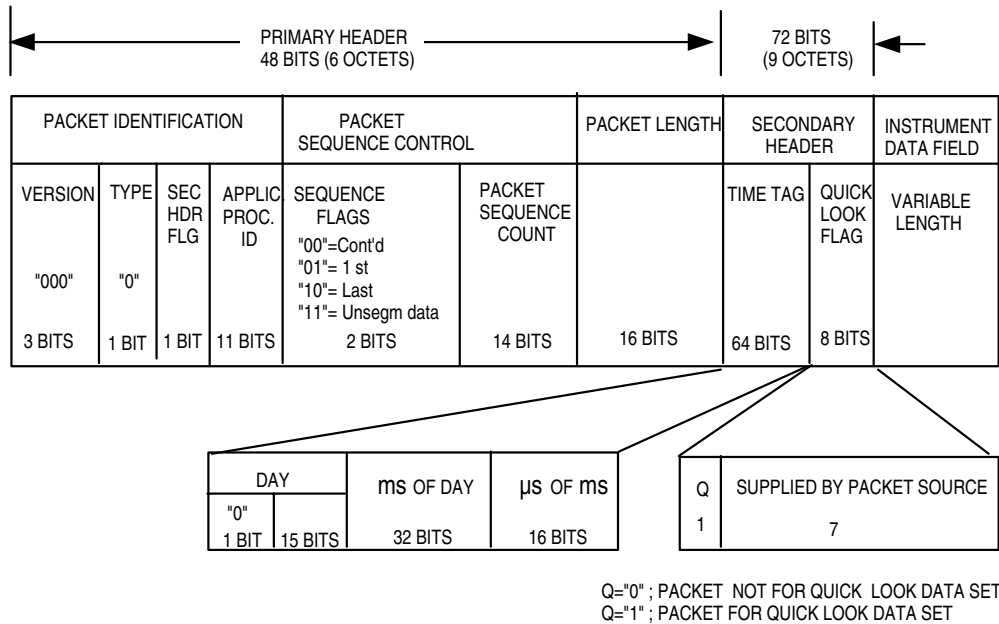 PRIMARY HEADER
48 BITS (6 OCTETS)
72 BITS
(9 OCTETS)
PACKET IDENTIFICATION
PACKET
SEQUENCE CONTROL
PACKET LENGTH
SECONDARY
HEADER
INSTRUMENT
DATA FIELD
VERSION
"000"
3 BITS
TYPE
"0"
1 BIT
SEC
HDR
FLG
1 BIT
APPLIC.
PROC.
ID
11 BITS
SEQUENCE
FLAGS
"00"=Cont'd
"01"= 1 st
"10"= Last
"11"= Unsegm data
2 BITS
PACKET
SEQUENCE
COUNT
14 BITS
16 BITS
TIME TAG
64 BITS
QUICK
LOOK
FLAG
8 BITS
VARIABLE
LENGTH
DAY
"0"
1 BIT
15 BITS
ms OF DAY
32 BITS
µs OF ms
16 BITS
Q
1
SUPPLIED BY PACKET SOURCE
7
Q="0" ; PACKET NOT FOR QUICK LOOK DATA SET
Q="1" ; PACKET FOR QUICK LOOK DATA SET